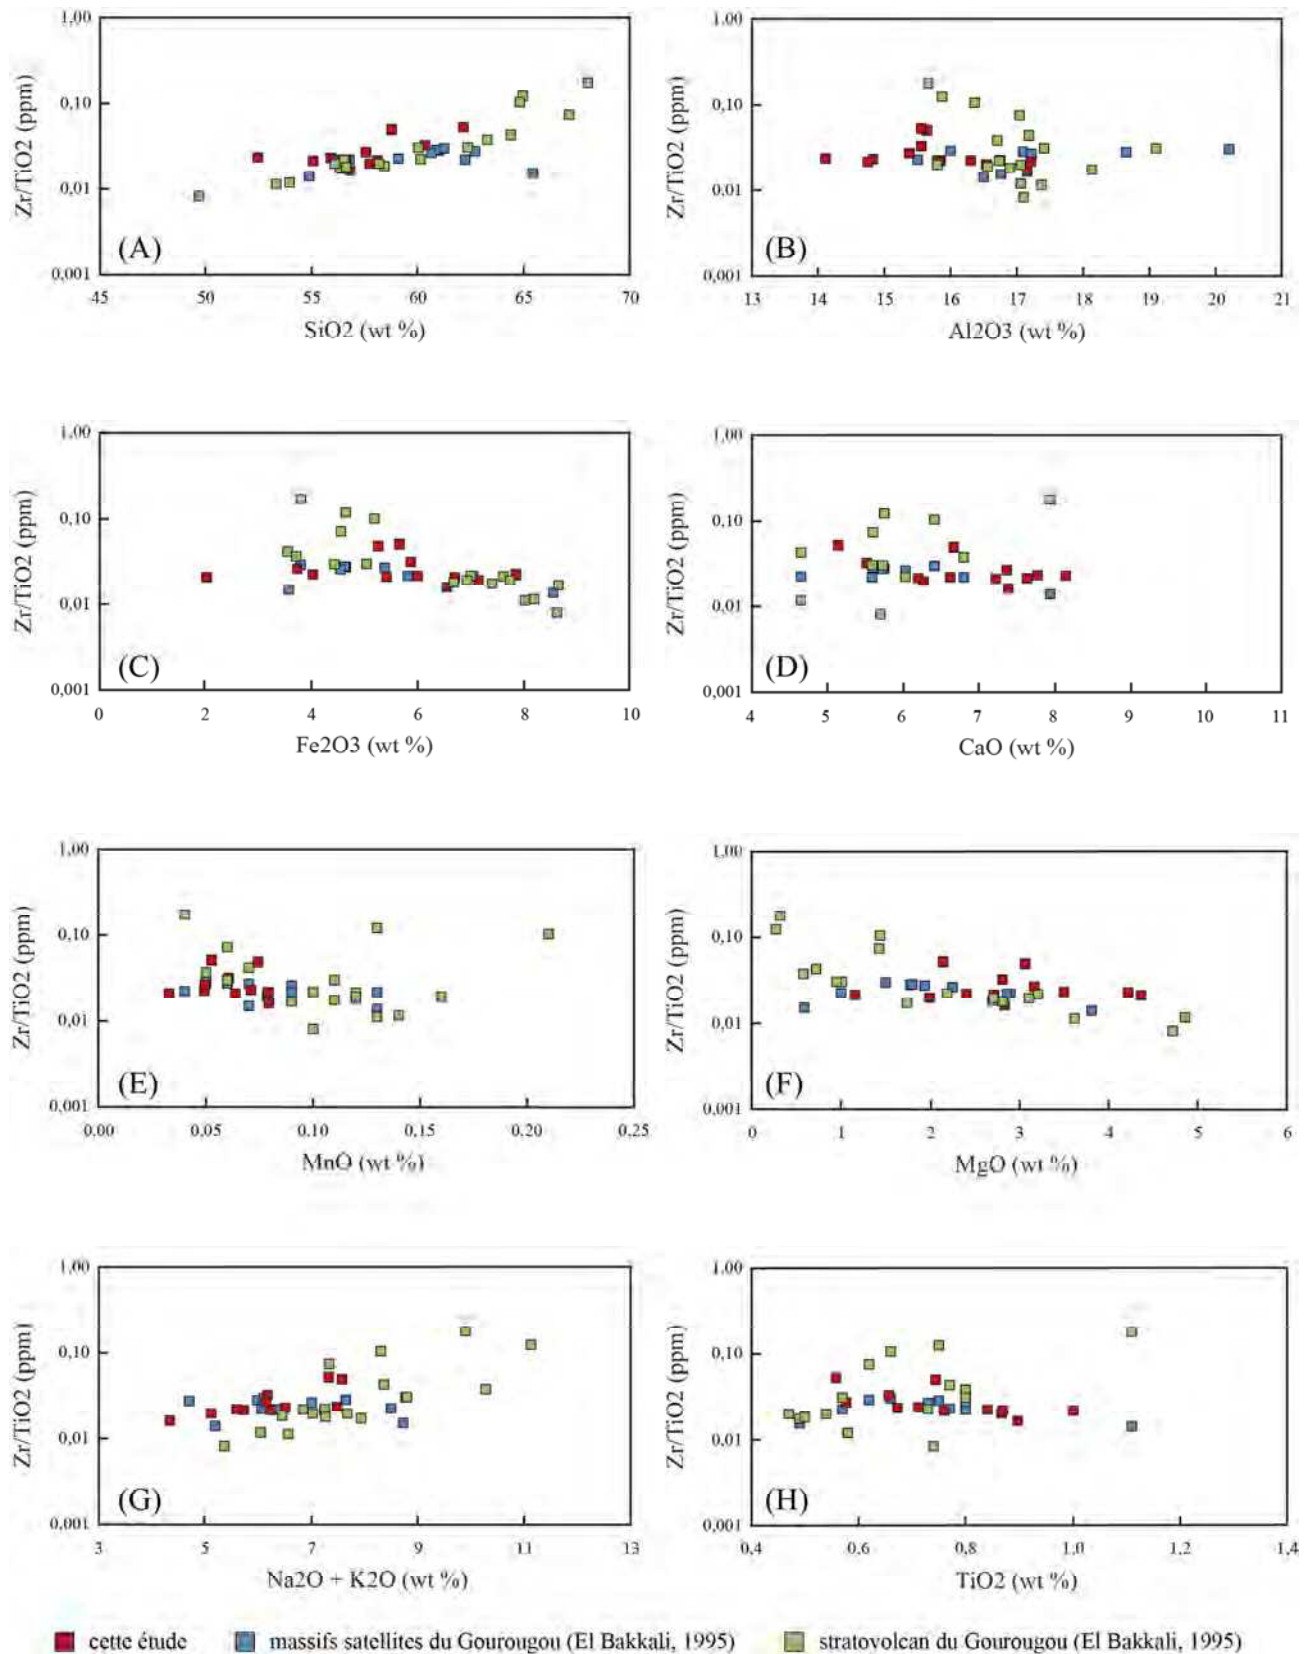 1,00 1,00
Zr/TiO2 (ppm) 0,10 Zr/TiO2 (ppm) 0,10
0,01 0,01
(A) (B)
0,001 0,001
45 50 55 60 65 70 13 14 15 16 17 18 19 20 21
SiO2 (wt %) Al2O3 (wt %)
1,00 1,00
Zr/TiO2 (ppm) 0,10 Zr/TiO2 (ppm) 0,10
0,01 0,01
(C) (D)
0,001 0,001
0 2 4 6 8 10 4 5 6 7 8 9 10 11
Fe2O3 (wt %) CaO (wt %)
1,00 1,00
Zr/TiO2 (ppm) 0,10 Zr/TiO2 (ppm) 0,10
0,01 0,01
(E) (F)
0,001 0,001
0.00 0,05 0,10 0,15 0,20 0,25 0 1 2 3 4 5 6
MnO (wt %) MgO (wt %)
1,00 1,00
Zr/TiO2 (ppm) 0,10 Zr/TiO2 (ppm) 0,10
0,01 0,01
(G) (H)
0,001 0,001
3 5 7 9 11 13 0,4 0,6 0,8 1,0 1,2 1,4
Na2O + K2O (wt %) TiO2 (wt %)
cette étude massifs satellites du Gourougou (El Bakkali, 1995) stratovolcan du Gourougou (El Bakkali, 1995)